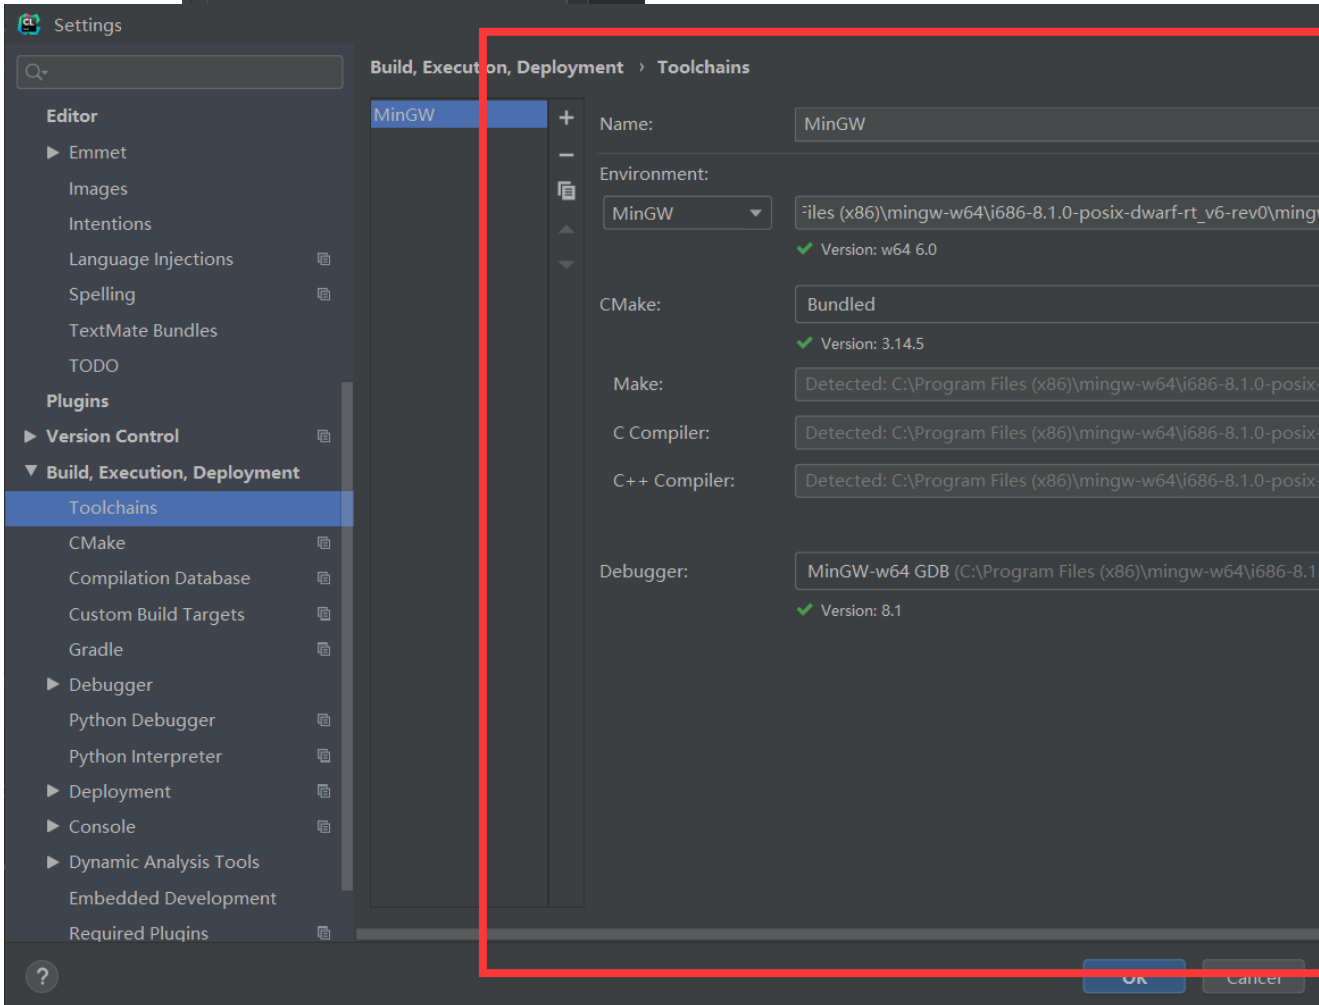 Settings
Editor
Emmet
Images
Intentions
Language Injections
Spelling
TextMate Bundles
TODO
Plugins
Version Control
Build, Execution, Deployment
Toolchains
CMake
Compilation Database
Custom Build Targets
Gradle
Debugger
Python Debugger
Python Interpreter
Deployment
Console
Dynamic Analysis Tools
Embedded Development
Required Plugins
?
Build, Execution, Deployment › Toolchains
MinGW
Name: MinGW
Environment:
MinGW Files (x86)\mingw-w64\i686-8.1.0-posix-dwarf-rt_v6-rev0\mingw
Version: w64 6.0
CMake: Bundled
Version: 3.14.5
Make: Detected: C:\Program Files (x86)\mingw-w64\i686-8.1.0-posix-
C Compiler: Detected: C:\Program Files (x86)\mingw-w64\i686-8.1.0-posix-
C++ Compiler: Detected: C:\Program Files (x86)\mingw-w64\i686-8.1.0-posix-
Debugger: MinGW-w64 GDB (C:\Program Files (x86)\mingw-w64\i686-8.1
Version: 8.1
OK Cancel